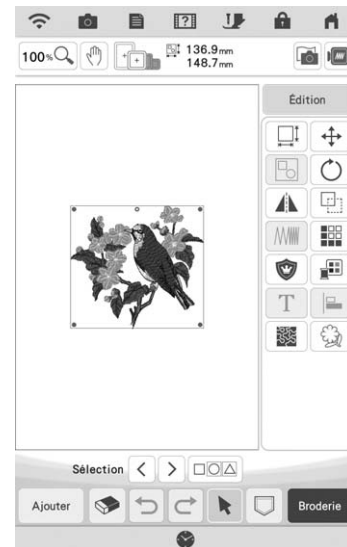 100%
136.9mm
148.7mm
Édition
T
Sélection
Ajouter
Broderie